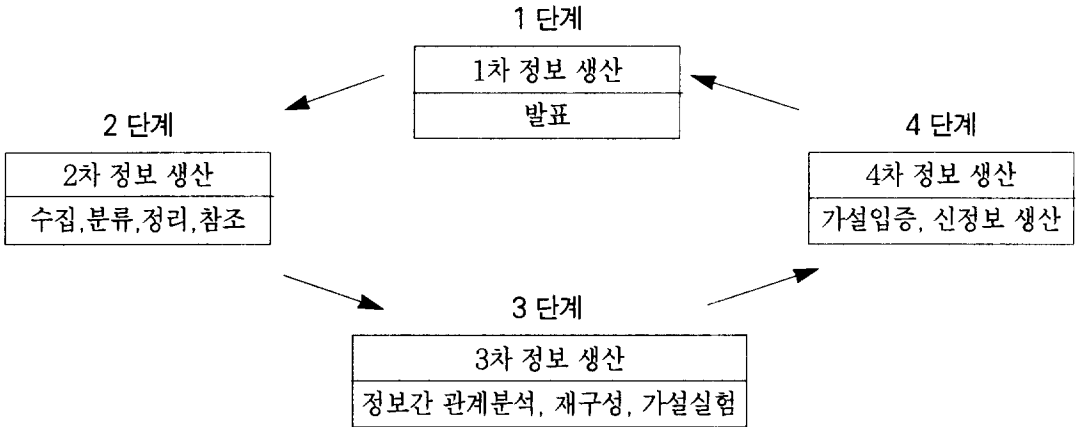 1 단계
1차 정보 생산
발표
2 단계
2차 정보 생산
수집,분류,정리,참조
4 단계
4차 정보 생산
가설입증, 신정보 생산
3 단계
3차 정보 생산
정보간 관계분석, 재구성, 가설실험